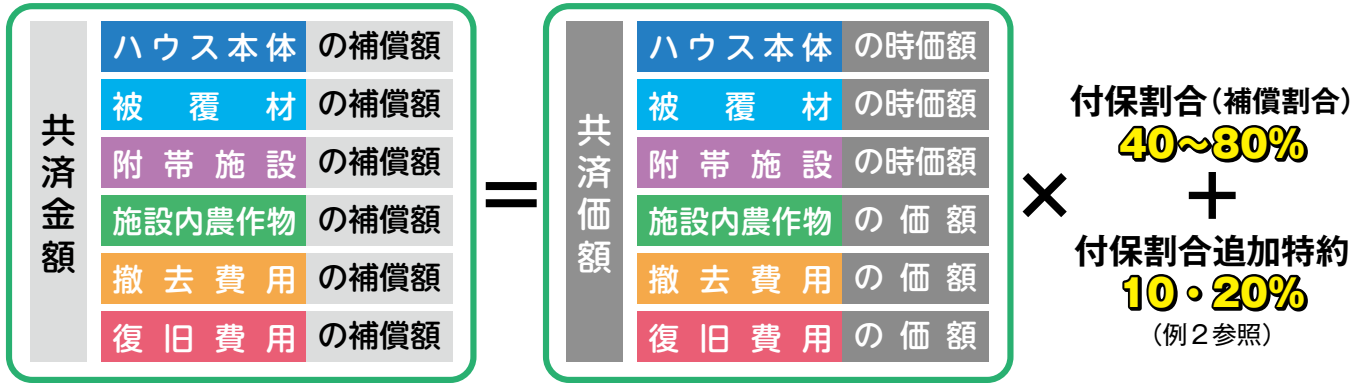 共済金額
ハウス本体 の補償額
被覆材 の補償額
附帯施設 の補償額
施設内農作物 の補償額
撤去費用 の補償額
復旧費用 の補償額
＝
共済価額
ハウス本体 の時価額
被覆材 の時価額
附帯施設 の時価額
施設内農作物 の価額
撤去費用 の価額
復旧費用 の価額
×
付保割合(補償割合)
40〜80%
＋
付保割合追加特約
10・20%
(例2参照)